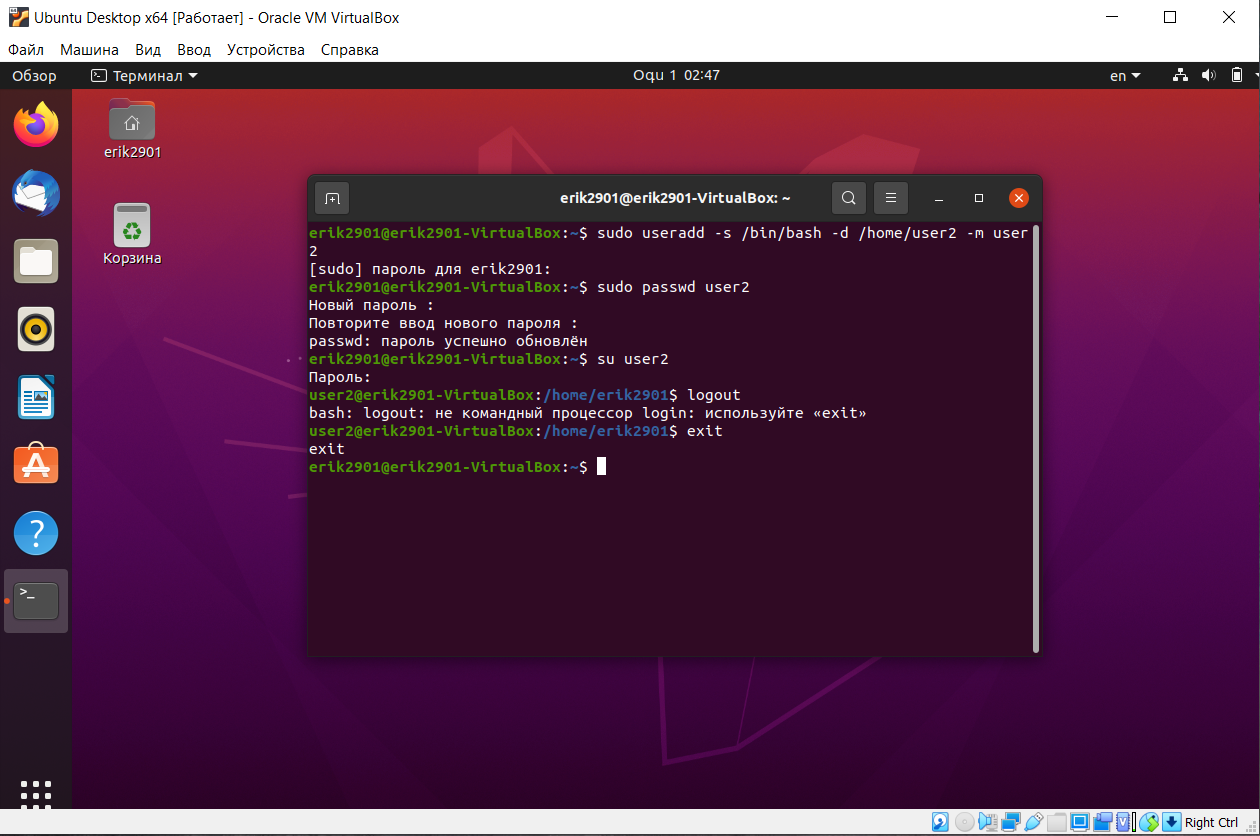 Ubuntu Desktop x64 [Работает] - Oracle VM VirtualBox
Файл Машина Вид Ввод Устройства Справка
Обзор Терминал Oqu 1 02:47 en
erik2901
Корзина
erik2901@erik2901-VirtualBox: ~
erik2901@erik2901-VirtualBox:~$ sudo useradd -s /bin/bash -d /home/user2 -m user
2
[sudo] пароль для erik2901:
erik2901@erik2901-VirtualBox:~$ sudo passwd user2
Новый пароль :
Повторите ввод нового пароля :
passwd: пароль успешно обновлён
erik2901@erik2901-VirtualBox:~$ su user2
Пароль:
user2@erik2901-VirtualBox:/home/erik2901$ logout
bash: logout: не командный процессор login: используйте «exit»
user2@erik2901-VirtualBox:/home/erik2901$ exit
exit
erik2901@erik2901-VirtualBox:~$
Right Ctrl